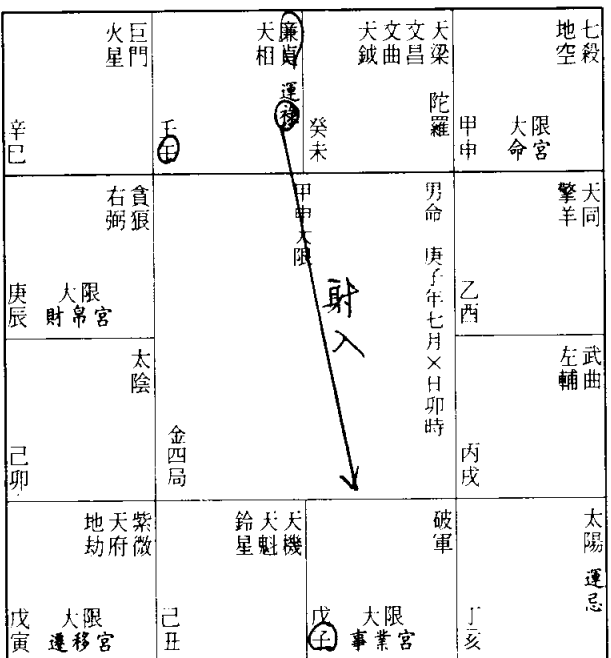 巨門
火星
辛巳
廉貞 運祿
天相
壬午
天梁 陀羅
文昌
文曲
天鉞
癸未
七殺
地空
大限
命宮
甲申
貪狼
右弼
大限
財帛宮
庚辰
男命 庚子年七月×日卯時
甲申大限
射入
金四局
天同
擎羊
乙酉
太陰
己卯
武曲
左輔
丙戌
紫微
天府
地劫
大限
遷移宮
戊寅
天機
天魁
鈴星
己丑
破軍
大限
事業宮
戊子
太陽 運忌
丁亥